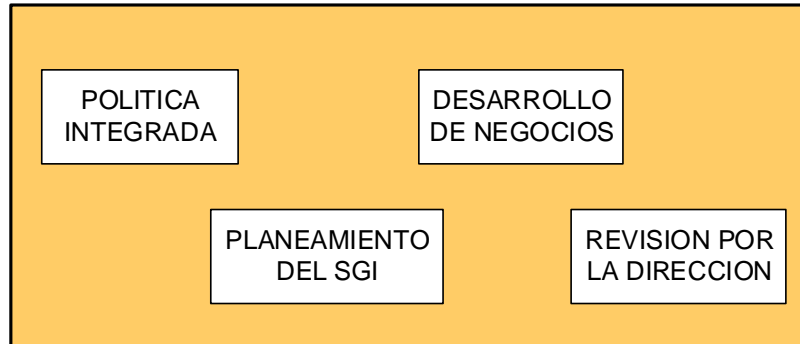 POLITICA
INTEGRADA
DESARROLLO
DE NEGOCIOS
PLANEAMIENTO
DEL SGI
REVISION POR
LA DIRECCION